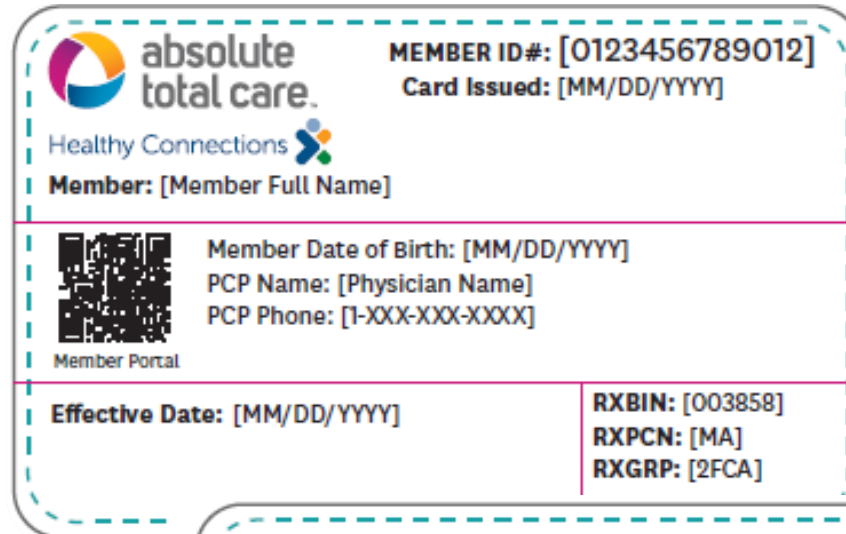 absolute
total care™
MEMBER ID#: [0123456789012]
Card Issued: [MM/DD/YYYY]
Healthy Connections
Member: [Member Full Name]
Member Date of Birth: [MM/DD/YYYY]
PCP Name: [Physician Name]
PCP Phone: [1-XXX-XXX-XXXX]
Member Portal
Effective Date: [MM/DD/YYYY]
RXBIN: [003858]
RXPCN: [MA]
RXGRP: [2FCA]